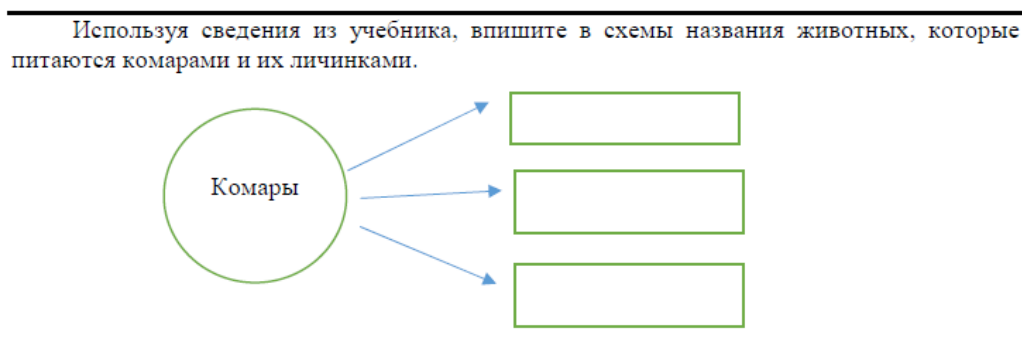 Используя сведения из учебника, впишите в схемы названия животных, которые
питаются комарами и их личинками.
Комары